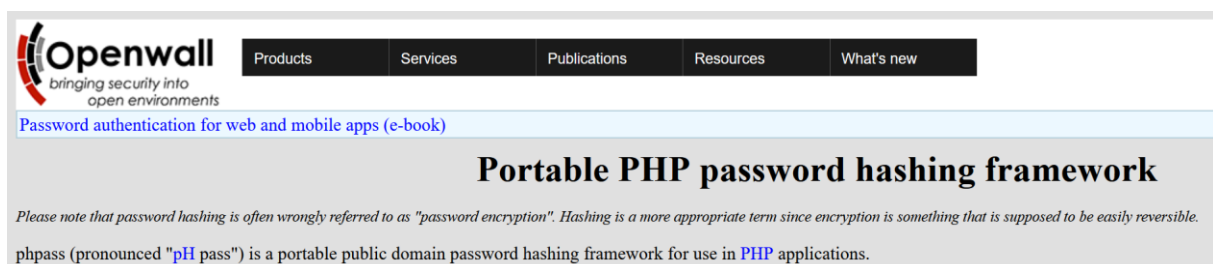 Openwall
bringing security into
open environments
Products Services Publications Resources What's new
Password authentication for web and mobile apps (e-book)
Portable PHP password hashing framework
Please note that password hashing is often wrongly referred to as "password encryption". Hashing is a more appropriate term since encryption is something that is supposed to be easily reversible.
phpass (pronounced "pH pass") is a portable public domain password hashing framework for use in PHP applications.